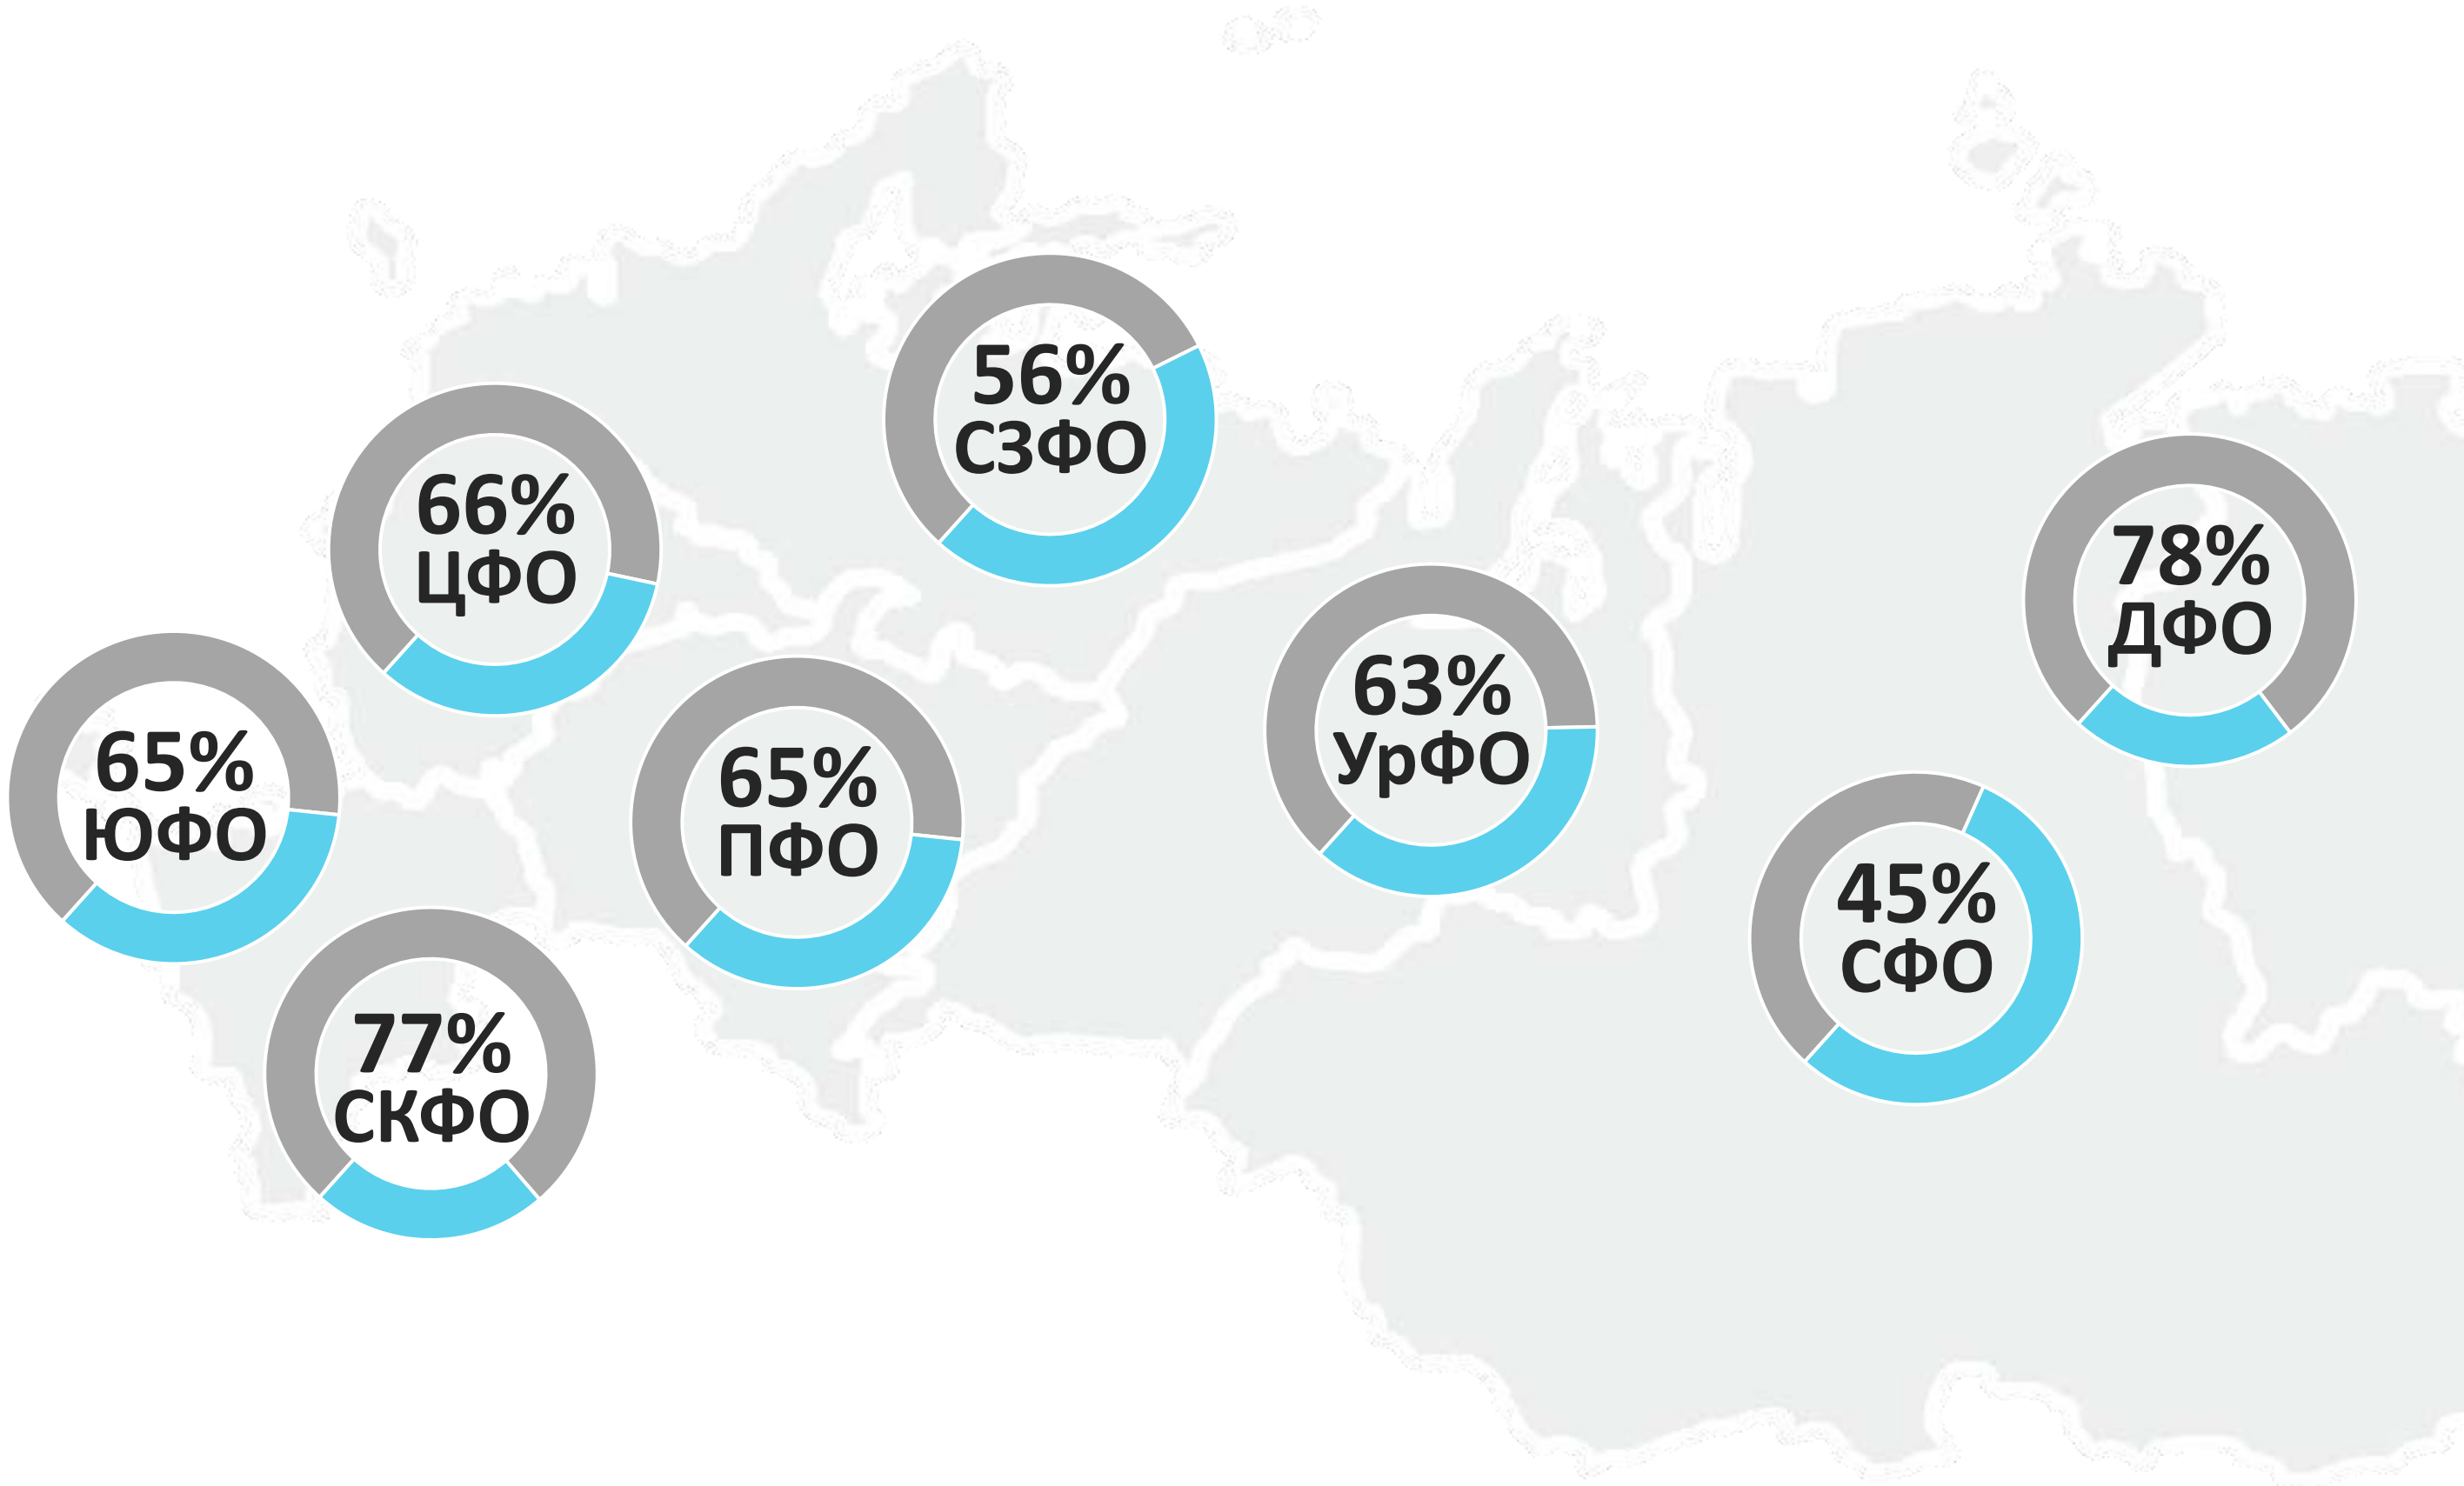 56%
СЗФО
66%
ЦФО
78%
ДФО
63%
УрФО
65%
ЮФО
65%
ПФО
45%
СФО
77%
СКФО